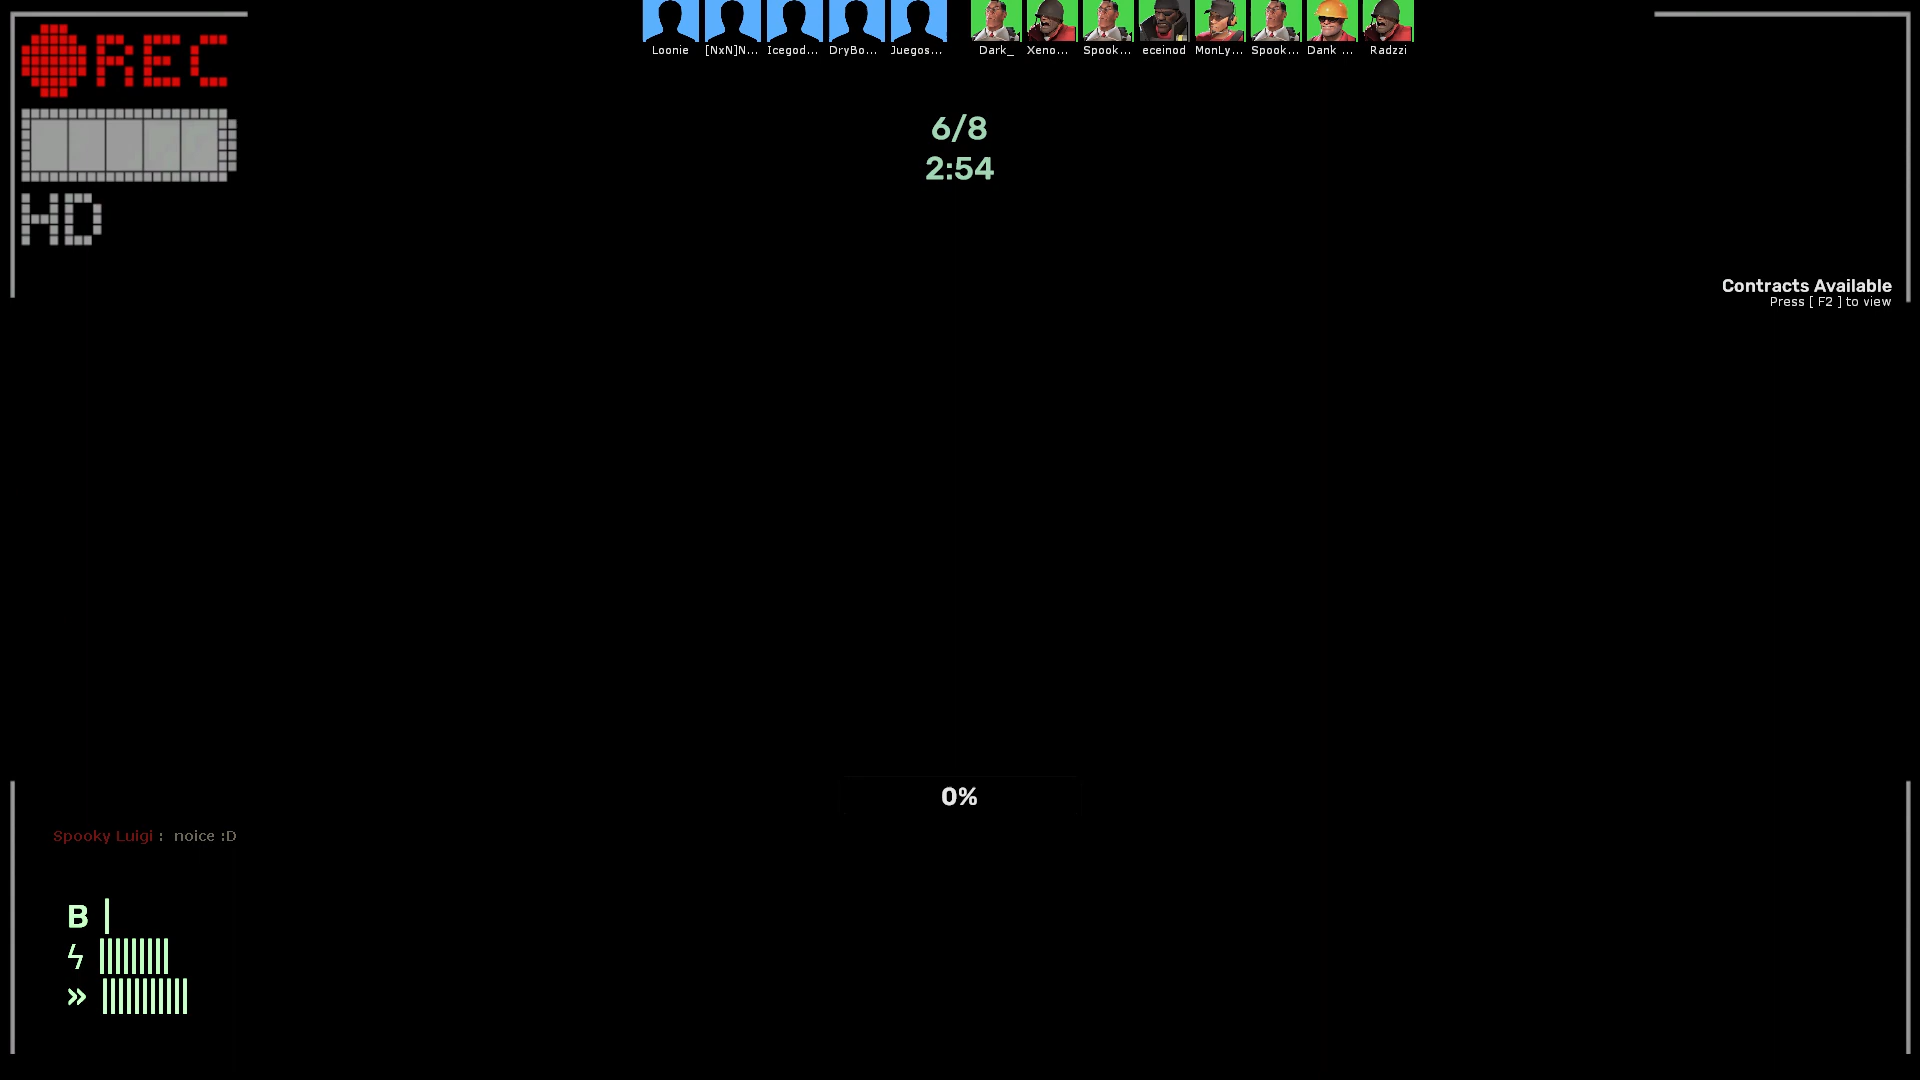 REC
HD
Loonie [NxN]N... Icegod... DryBo... Juegos... Dark_ Xeno... Spook... eceinod MonLy... Spook... Dank ... Radzzi
6/8
2:54
Contracts Available
Press [ F2 ] to view
0%
Spooky Luigi : noice :D
B